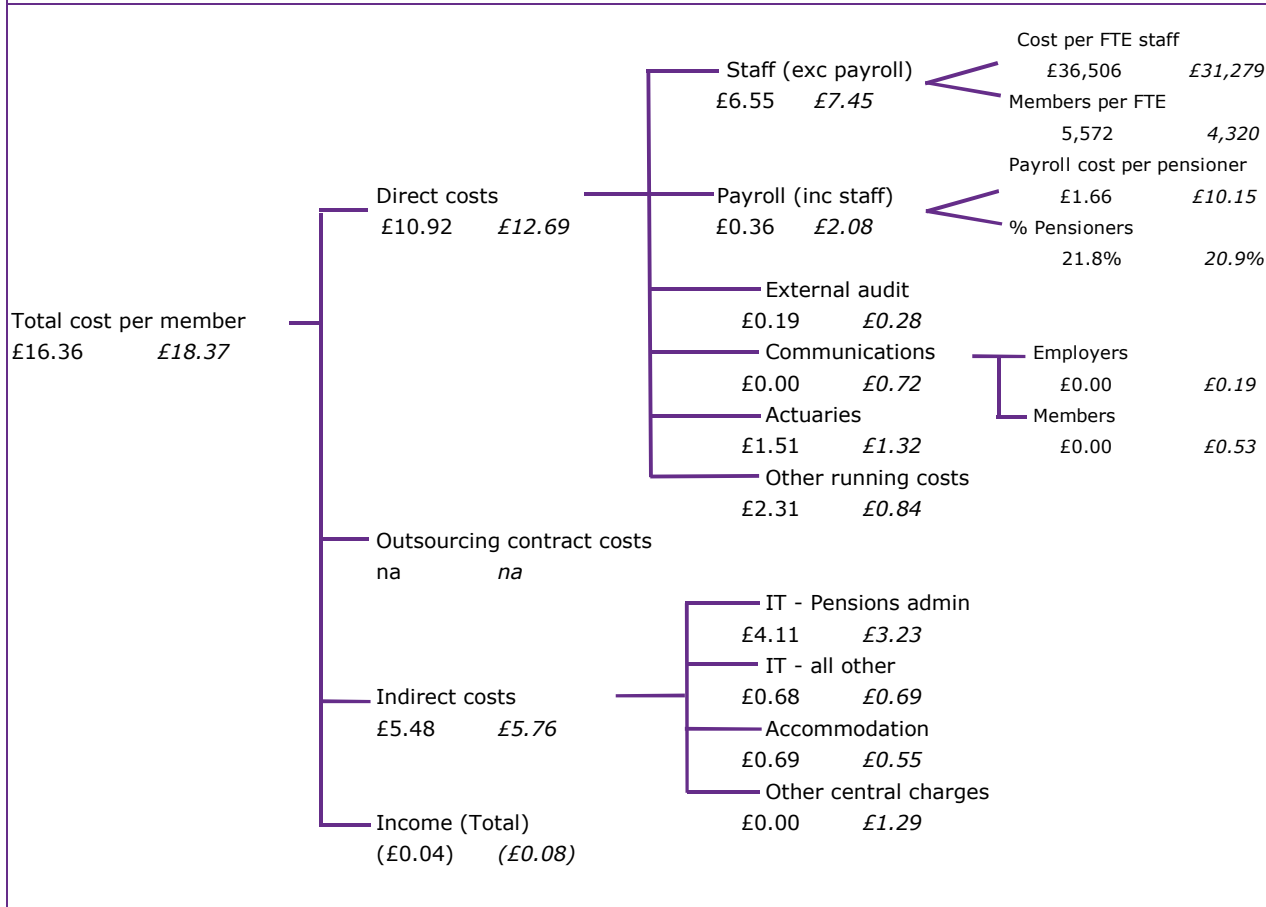 Cost per FTE staff
£36,506 £31,279
Staff (exc payroll)
£6.55 £7.45
Members per FTE
5,572 4,320
Payroll cost per pensioner
£1.66 £10.15
Direct costs
£10.92 £12.69
Payroll (inc staff)
£0.36 £2.08
% Pensioners
21.8% 20.9%
External audit
£0.19 £0.28
Total cost per member
£16.36 £18.37
Communications
£0.00 £0.72
Employers
£0.00 £0.19
Actuaries
£1.51 £1.32
Members
£0.00 £0.53
Other running costs
£2.31 £0.84
Outsourcing contract costs
na na
IT - Pensions admin
£4.11 £3.23
IT - all other
£0.68 £0.69
Indirect costs
£5.48 £5.76
Accommodation
£0.69 £0.55
Other central charges
£0.00 £1.29
Income (Total)
(£0.04) (£0.08)